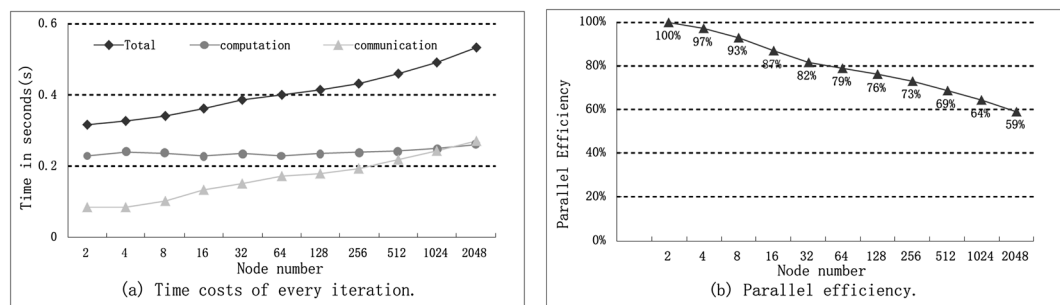 0.6
0.4
0.2
0
Time in seconds(s)
Total
computation
communication
2 4 8 16 32 64 128 256 512 1024 2048
Node number
(a) Time costs of every iteration.
100%
80%
60%
40%
20%
0%
Parallel Efficiency
100% 97% 93% 87% 82% 79% 76% 73% 69% 64% 59%
2 4 8 16 32 64 128 256 512 1024 2048
Node number
(b) Parallel efficiency.